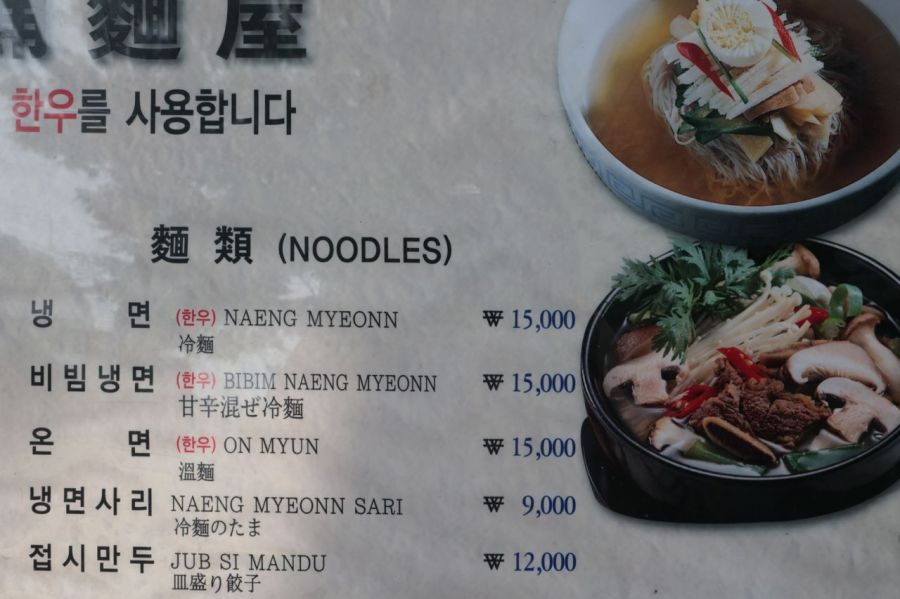 麵屋
한우를 사용합니다
麵類 (NOODLES)
냉면 (한우) NAENG MYEONN ₩ 15,000
冷麵
비빔냉면 (한우) BIBIM NAENG MYEONN ₩ 15,000
甘辛混ぜ冷麵
온면 (한우) ON MYUN ₩ 15,000
溫麵
냉면사리 NAENG MYEONN SARI ₩ 9,000
冷麵のたま
접시만두 JUB SI MANDU ₩ 12,000
皿盛り餃子